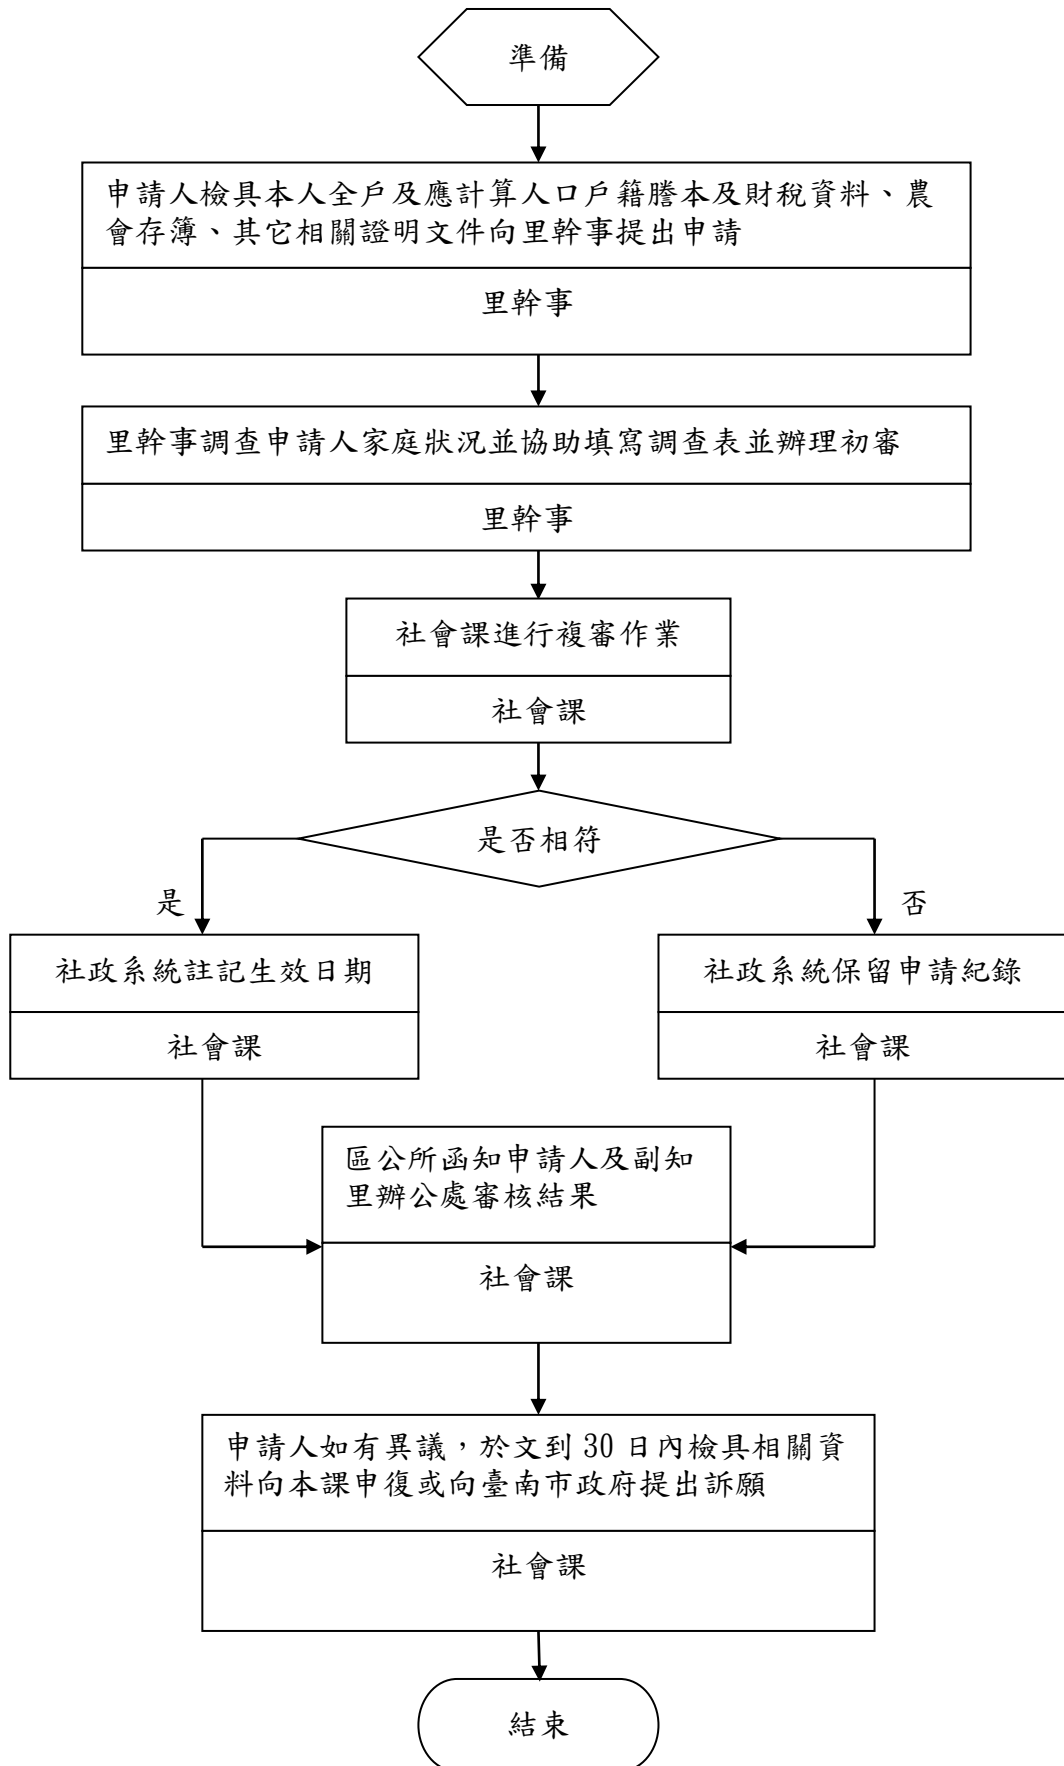 準備
申請人檢具本人全戶及應計算人口戶籍謄本及財稅資料、農
會存簿、其它相關證明文件向里幹事提出申請
里幹事
里幹事調查申請人家庭狀況並協助填寫調查表並辦理初審
里幹事
社會課進行複審作業
社會課
是否相符
是
否
社政系統註記生效日期
社會課
社政系統保留申請紀錄
社會課
區公所函知申請人及副知
里辦公處審核結果
社會課
申請人如有異議，於文到 30 日內檢具相關資
料向本課申復或向臺南市政府提出訴願
社會課
結束